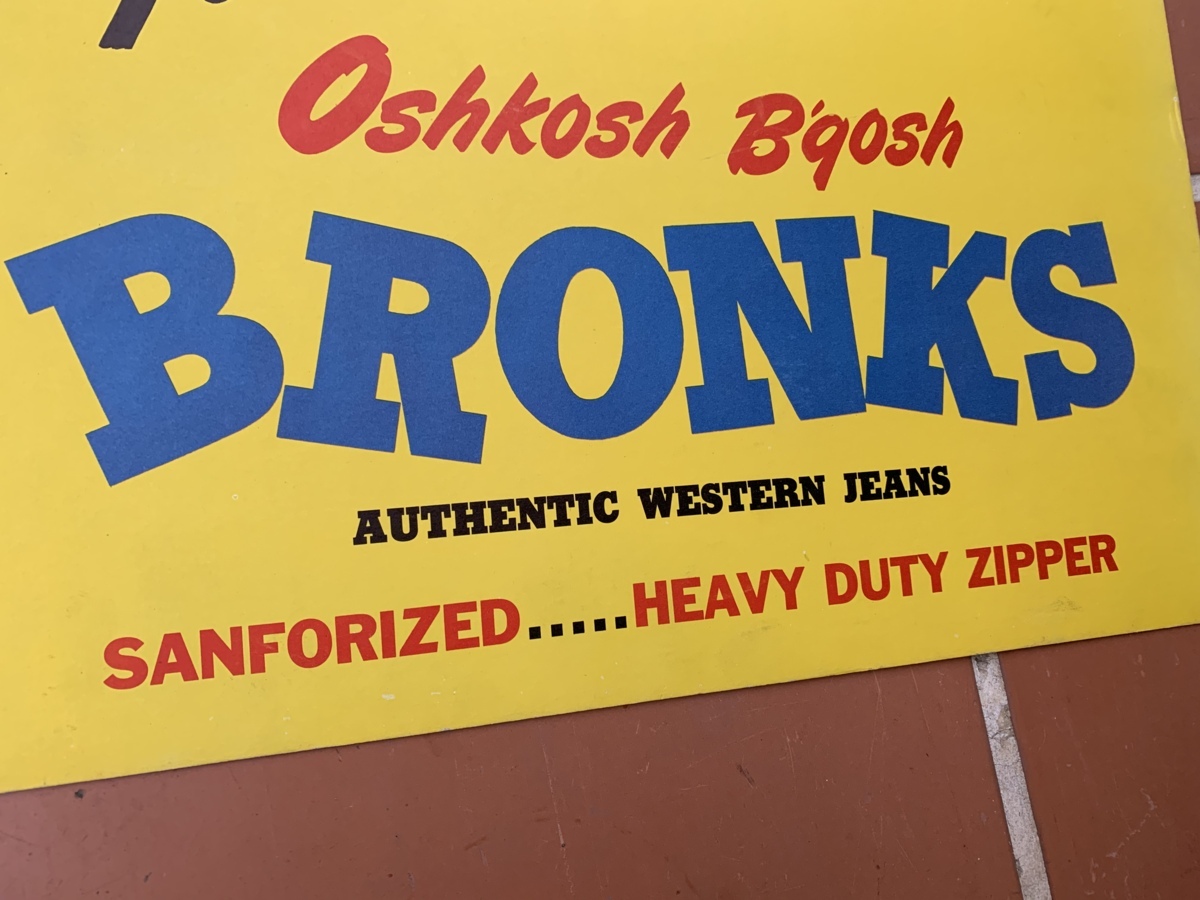 Oshkosh B'gosh
BRONKS
AUTHENTIC WESTERN JEANS
SANFORIZED.....HEAVY DUTY ZIPPER